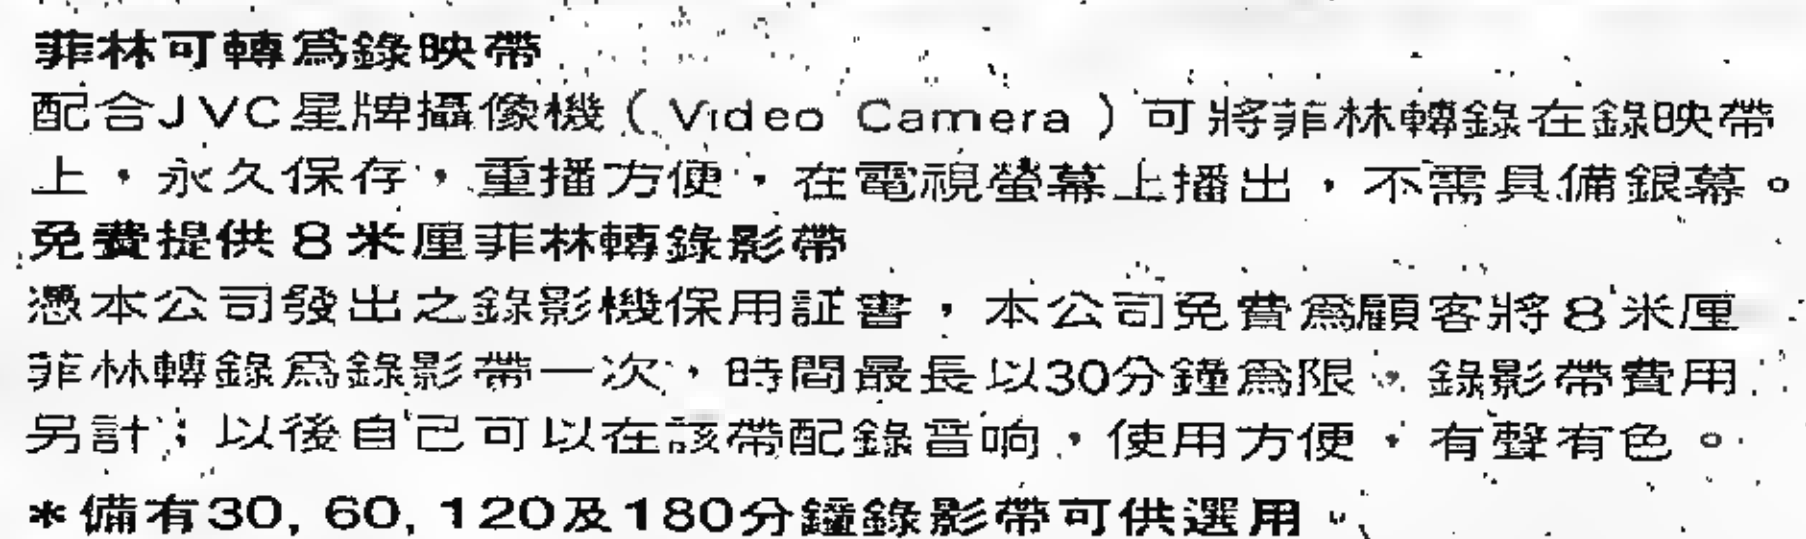 菲林可轉為錄映帶
配合JVC星牌攝像機(Video Camera)可將菲林轉錄在錄映帶
上,永久保存,重播方便,在電視螢幕上播出,不需具備銀幕。
免費提供8米厘菲林轉錄影帶
憑本公司發出之錄影機保用証書,本公司免費為顧客將8米厘
菲林轉錄為錄影帶一次,時間最長以30分鐘為限。錄影帶費用
另計;以後自己可以在該帶配錄音响,使用方便,有聲有色。
*備有30, 60, 120及180分鐘錄影帶可供選用。